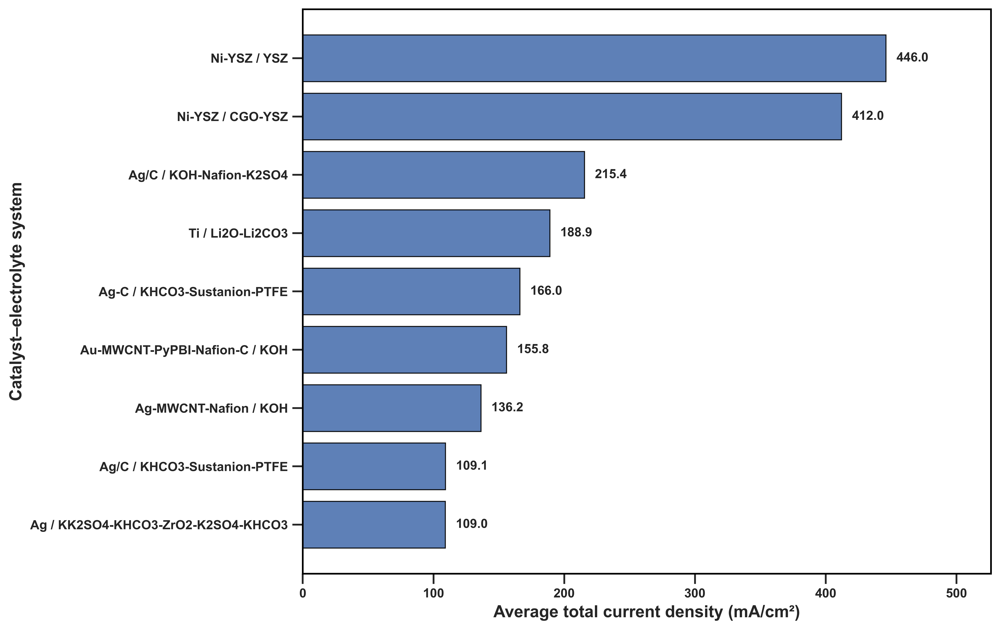 Catalyst–electrolyte system
Ni-YSZ / YSZ
446.0
Ni-YSZ / CGO-YSZ
412.0
Ag/C / KOH-Nafion-K2SO4
215.4
Ti / Li2O-Li2CO3
188.9
Ag-C / KHCO3-Sustanion-PTFE
166.0
Au-MWCNT-PyPBI-Nafion-C / KOH
155.8
Ag-MWCNT-Nafion / KOH
136.2
Ag/C / KHCO3-Sustanion-PTFE
109.1
Ag / KK2SO4-KHCO3-ZrO2-K2SO4-KHCO3
109.0
0 100 200 300 400 500
Average total current density (mA/cm²)